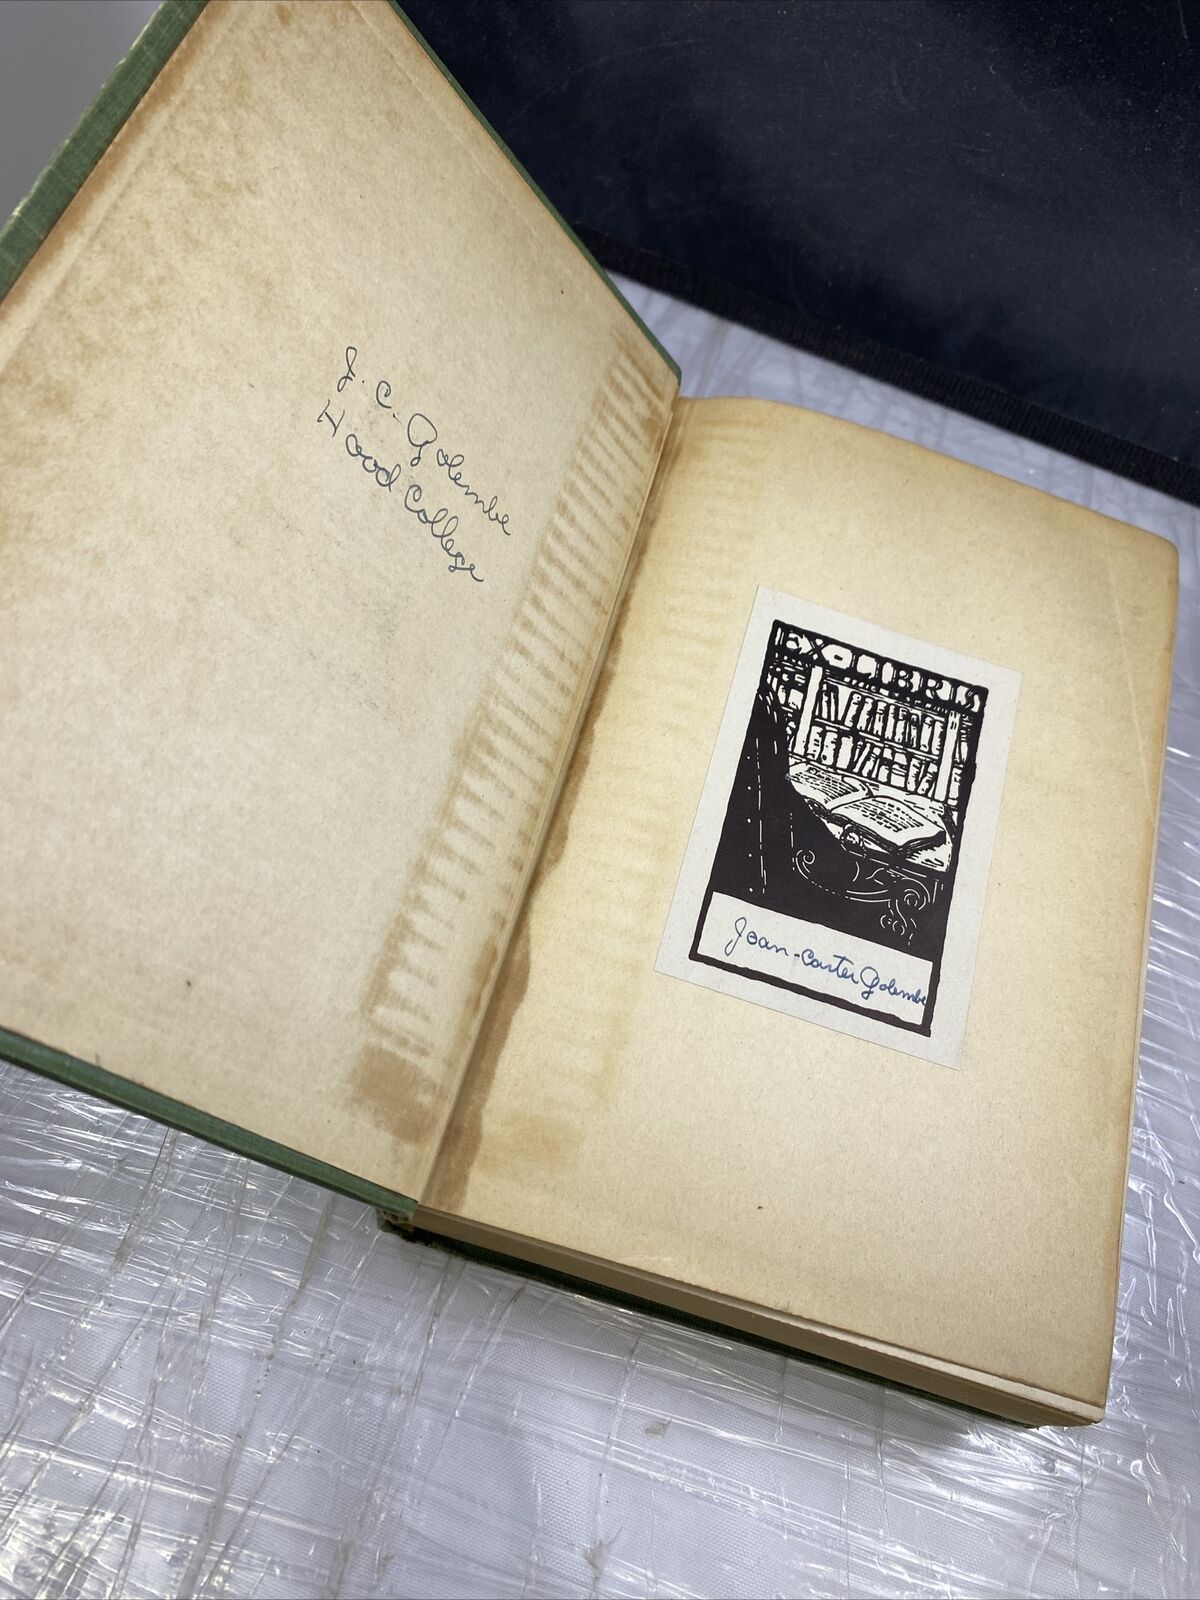 J. C. Golembe
Hood College
EX-LIBRIS
Joan-Carter Golembe